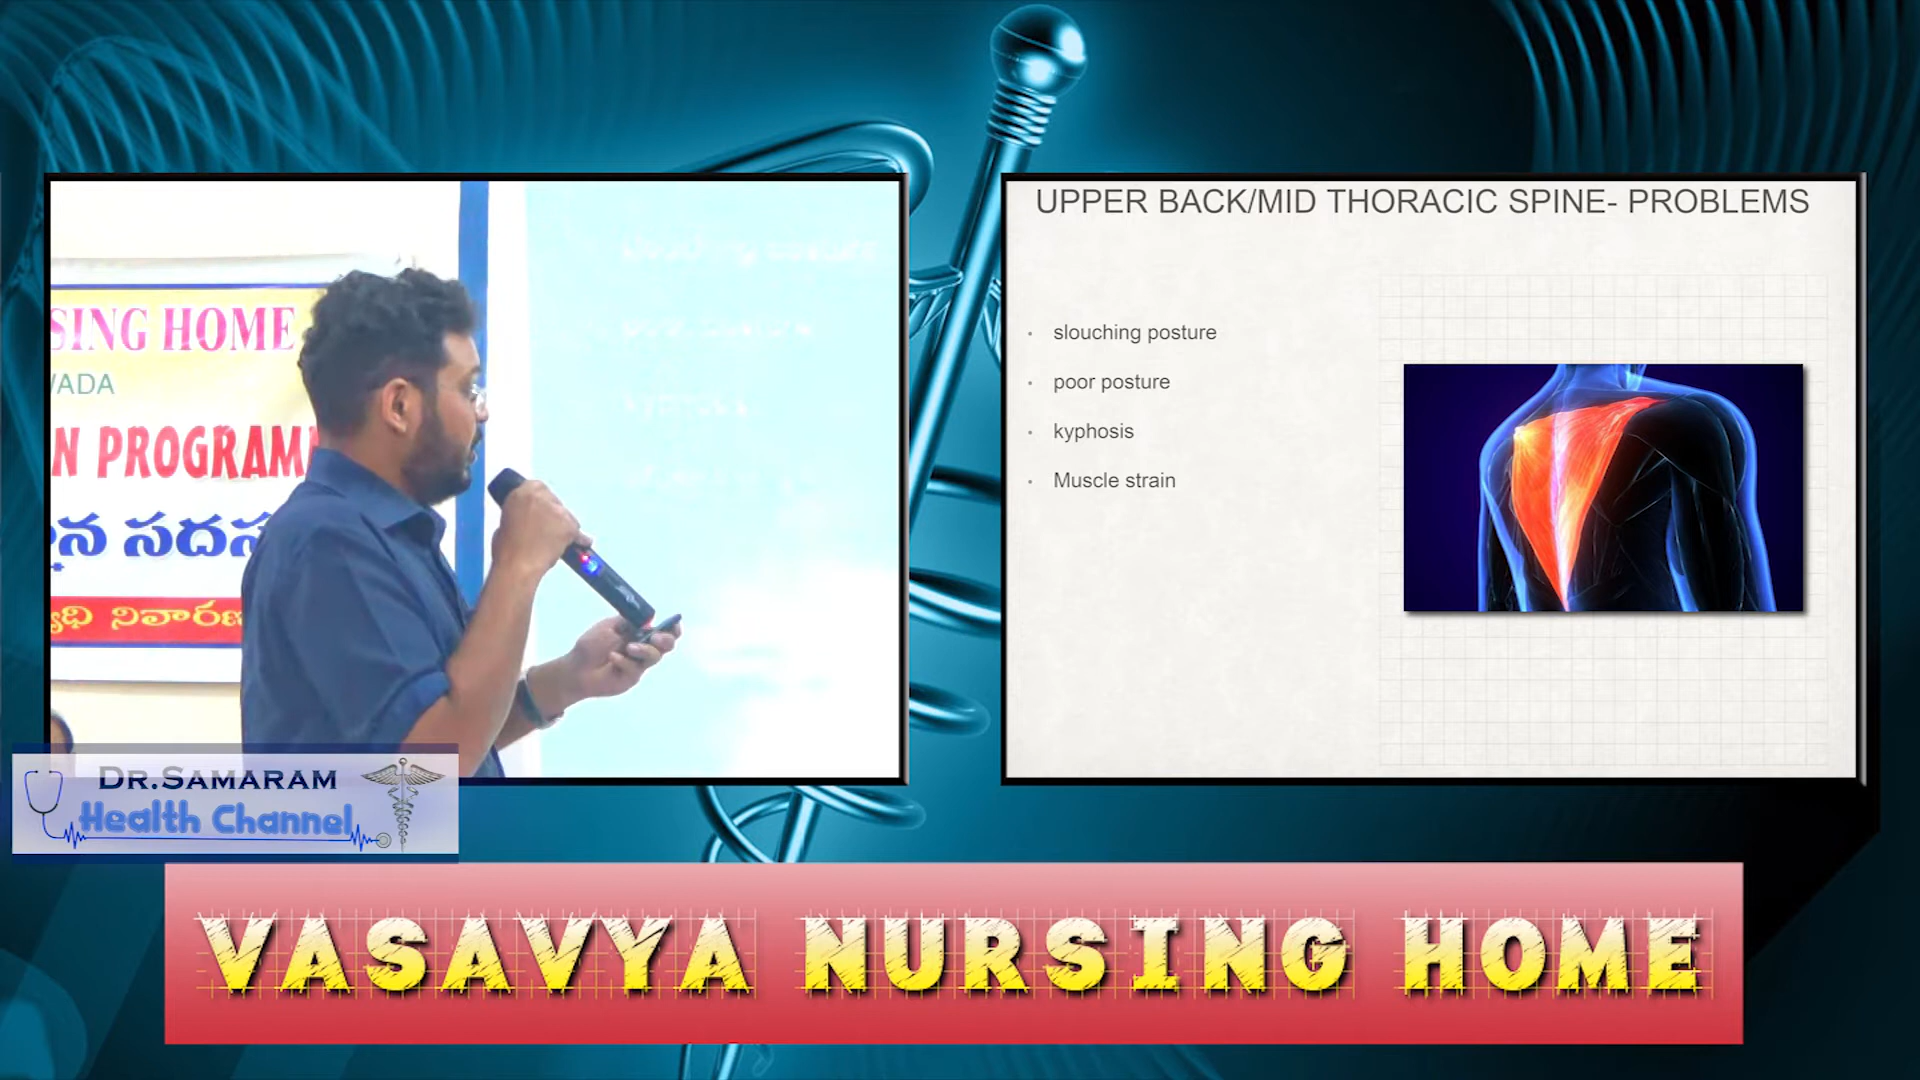 UPPER BACK/MID THORACIC SPINE- PROBLEMS
• slouching posture
• poor posture
• kyphosis
• Muscle strain
SING HOME
VADA
N PROGRAM
న సదస
ధి నివారణ
DR.SAMARAM
Health Channel
VASAVYA NURSING HOME